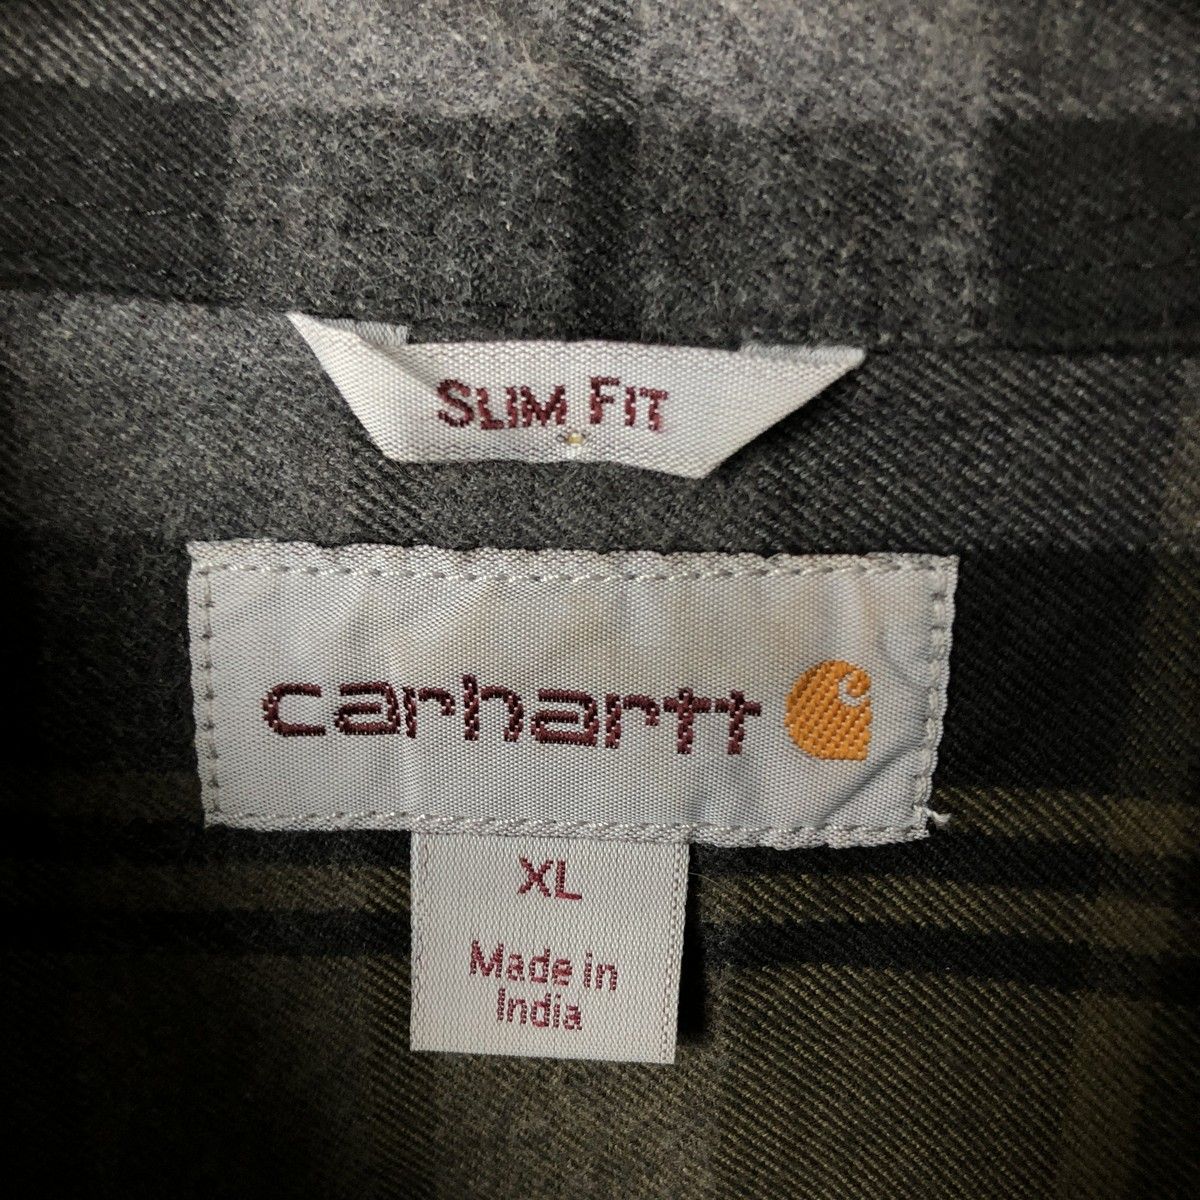 SLIM FIT
carhartt
XL
Made in
India